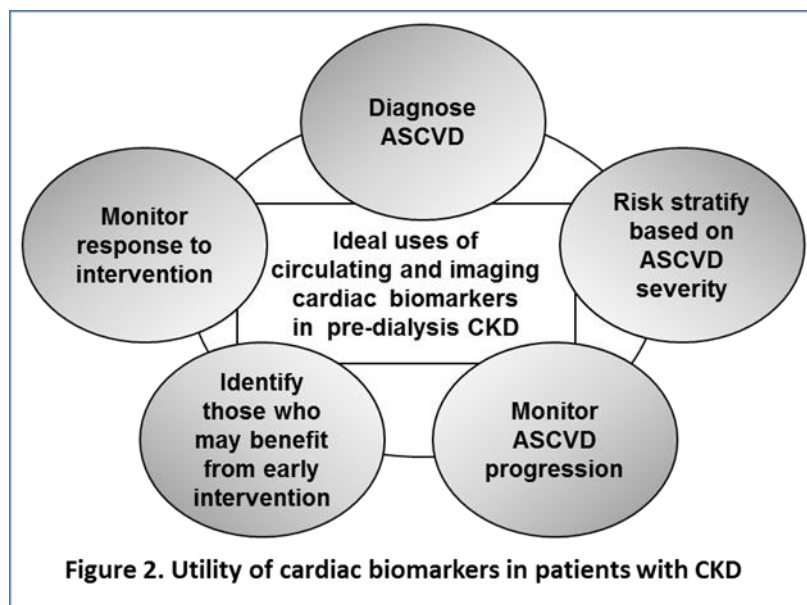 Diagnose
ASCVD
Monitor
response to
intervention
Risk stratify
based on
ASCVD
severity
Ideal uses of
circulating and imaging
cardiac biomarkers
in pre-dialysis CKD
Identify
those who
may benefit
from early
intervention
Monitor
ASCVD
progression
Figure 2. Utility of cardiac biomarkers in patients with CKD